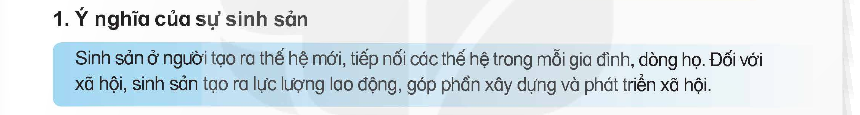 1. Ý nghĩa của sự sinh sản
Sinh sản ở người tạo ra thế hệ mới, tiếp nối các thế hệ trong mỗi gia đình, dòng họ. Đối với
xã hội, sinh sản tạo ra lực lượng lao động, góp phần xây dựng và phát triển xã hội.